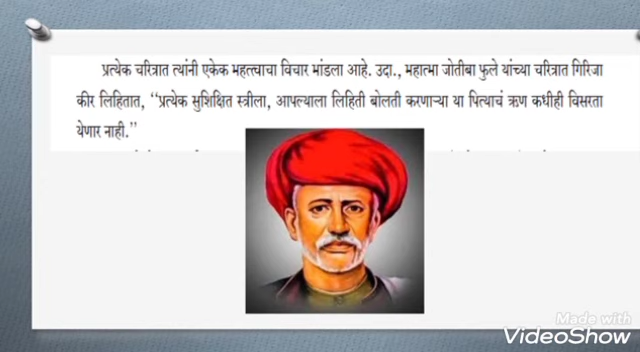 प्रत्येक चरित्रात त्यांनी एकेक महत्त्वाचा विचार मांडला आहे. उदा., महात्मा जोतीबा फुले यांच्या चरित्रात गिरिजा
कीर लिहितात, “प्रत्येक सुशिक्षित स्त्रीला, आपल्याला लिहिती बोलती करणाऱ्या या पित्याचं ऋण कधीही विसरता
येणार नाही.”
Made with
VideoShow